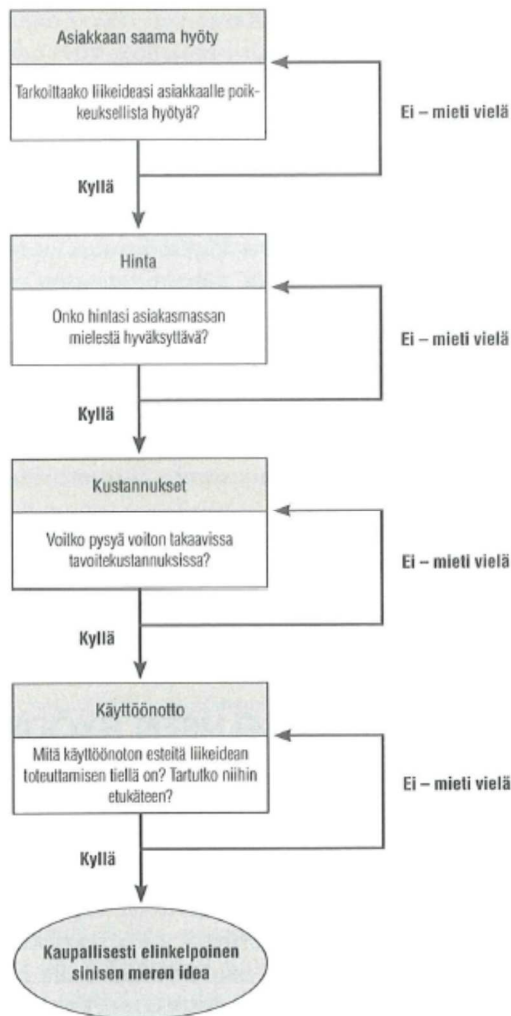 Asiakkaan saama hyöty
Tarkoittaako liikeideasi asiakkaalle poik-
keuksellista hyötyä?
Ei – mieti vielä
Kyllä
Hinta
Onko hintasi asiakasmassan
mielestä hyväksyttävä?
Ei – mieti vielä
Kyllä
Kustannukset
Voitko pysyä voiton takaavissa
tavoitekustannuksissa?
Ei – mieti vielä
Kyllä
Käyttöönotto
Mitä käyttöönoton esteitä liikeidean
toteuttamisen tiellä on? Tartutko niihin
etukäteen?
Ei – mieti vielä
Kyllä
Kaupallisesti elinkelpoinen
sinisen meren idea